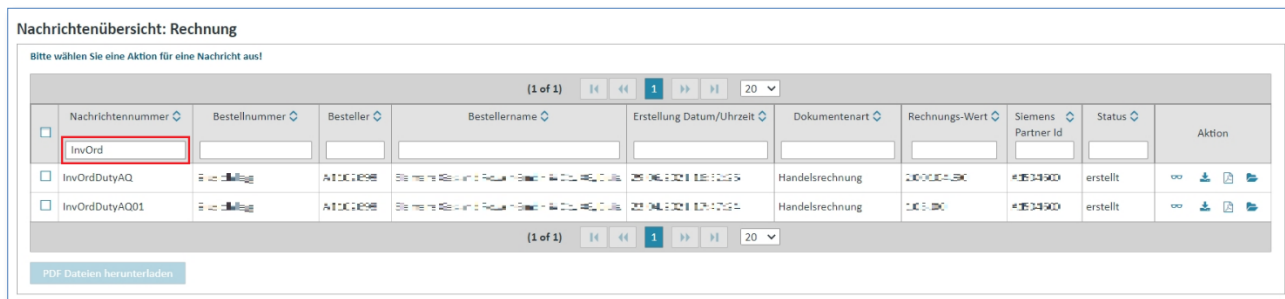 Nachrichtenübersicht: Rechnung
Bitte wählen Sie eine Aktion für eine Nachricht aus!
(1 of 1) 1 20
Nachrichtennummer Bestellnummer Besteller Bestellername Erstellung Datum/Uhrzeit Dokumentenart Rechnungs-Wert Siemens Partner Id Status Aktion
InvOrd
InvOrdDutyAQ Handelsrechnung erstellt
InvOrdDutyAQ01 Handelsrechnung erstellt
(1 of 1) 1 20
PDF Dateien herunterladen